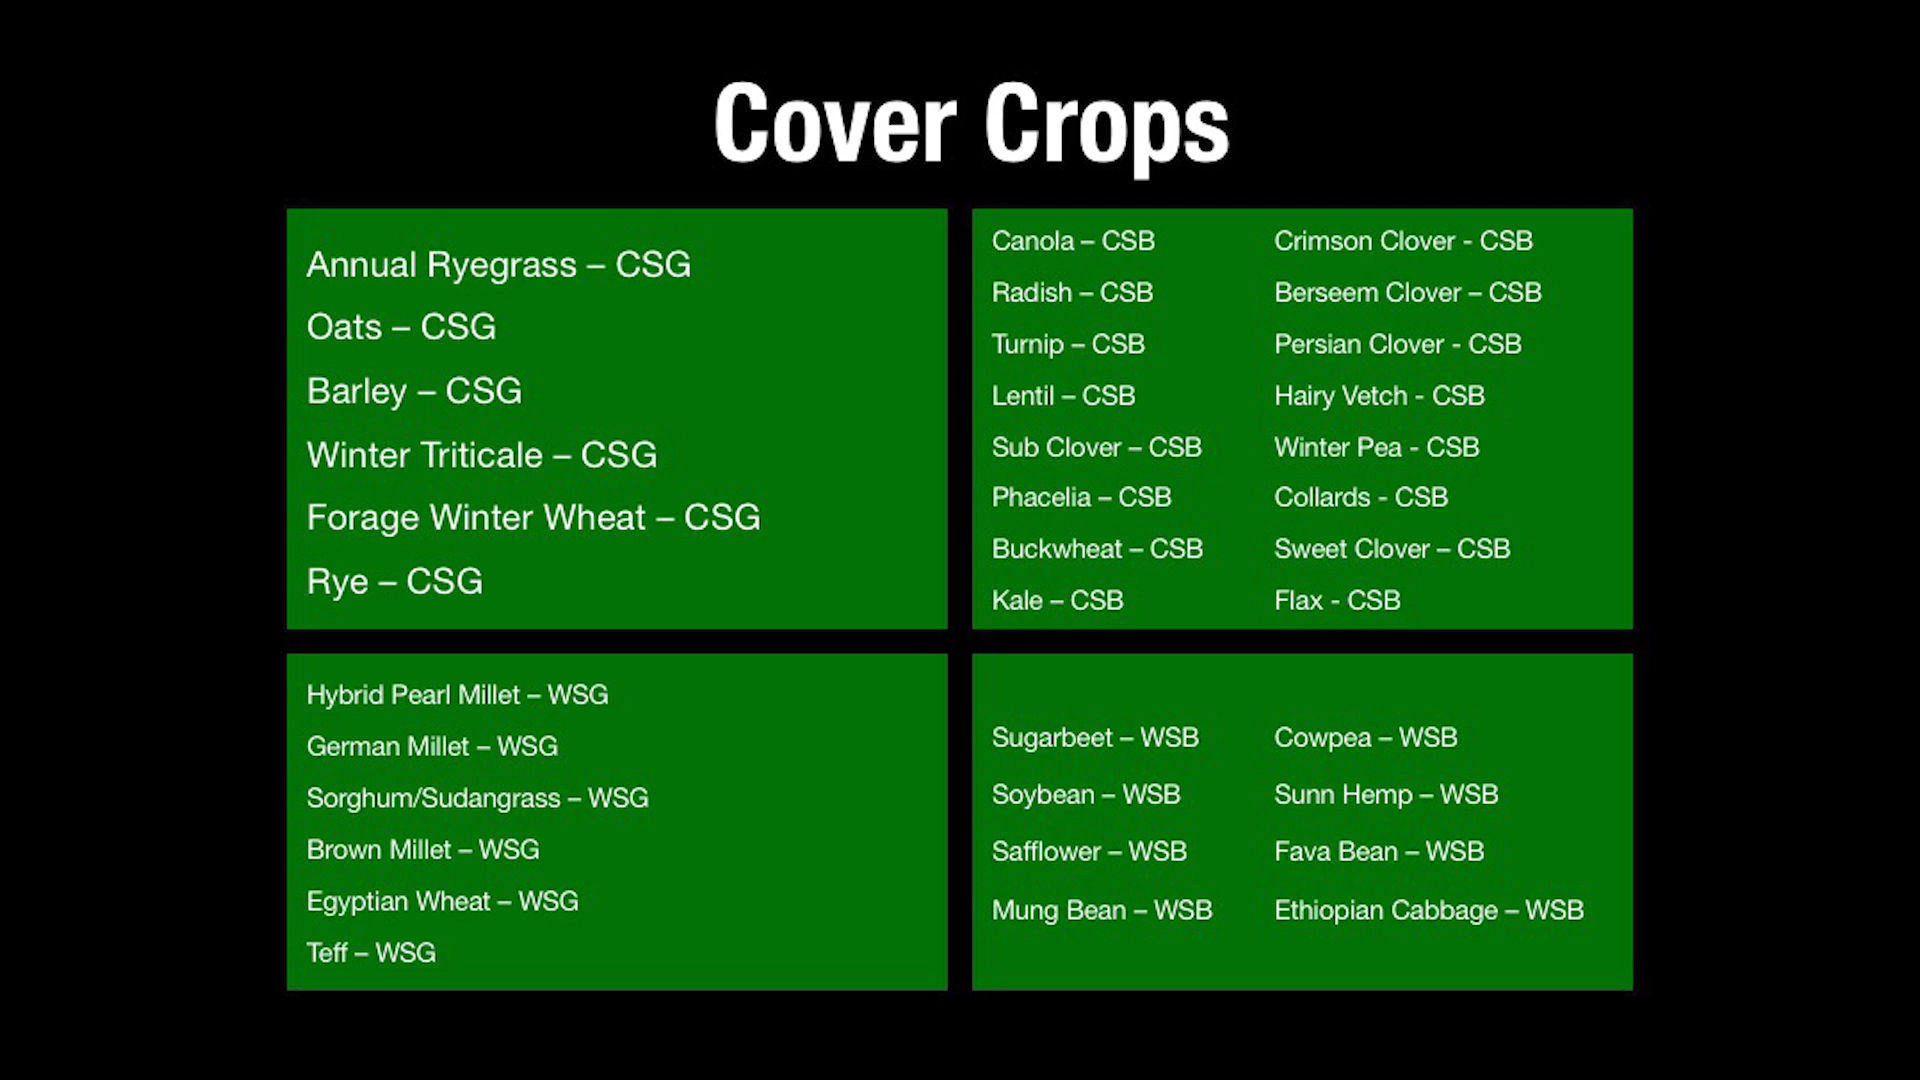 Cover Crops
Annual Ryegrass – CSG
Oats – CSG
Barley – CSG
Winter Triticale – CSG
Forage Winter Wheat – CSG
Rye – CSG
Canola – CSB
Radish – CSB
Turnip – CSB
Lentil – CSB
Sub Clover – CSB
Phacelia – CSB
Buckwheat – CSB
Kale – CSB
Crimson Clover - CSB
Berseem Clover – CSB
Persian Clover - CSB
Hairy Vetch - CSB
Winter Pea - CSB
Collards - CSB
Sweet Clover – CSB
Flax - CSB
Hybrid Pearl Millet – WSG
German Millet – WSG
Sorghum/Sudangrass – WSG
Brown Millet – WSG
Egyptian Wheat – WSG
Teff – WSG
Sugarbeet – WSB
Soybean – WSB
Safflower – WSB
Mung Bean – WSB
Cowpea – WSB
Sunn Hemp – WSB
Fava Bean – WSB
Ethiopian Cabbage – WSB